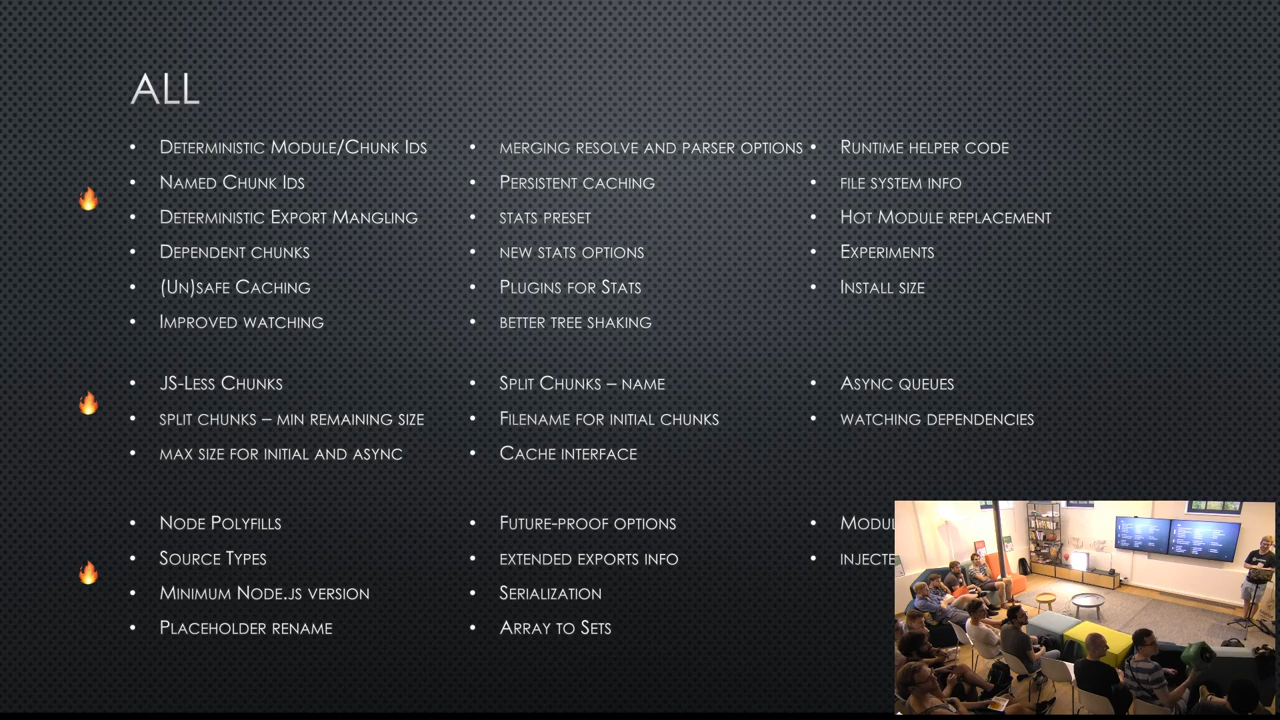 ALL
Deterministic Module/Chunk Ids
Named Chunk Ids
Deterministic Export Mangling
Dependent chunks
(Un)safe Caching
Improved watching
merging resolve and parser options
Persistent caching
stats preset
new stats options
Plugins for Stats
better tree shaking
Runtime helper code
file system info
Hot Module replacement
Experiments
Install size
JS-Less Chunks
split chunks – min remaining size
max size for initial and async
Split Chunks – name
Filename for initial chunks
Cache interface
Async queues
watching dependencies
Node Polyfills
Source Types
Minimum Node.js version
Placeholder rename
Future-proof options
extended exports info
Serialization
Array to Sets